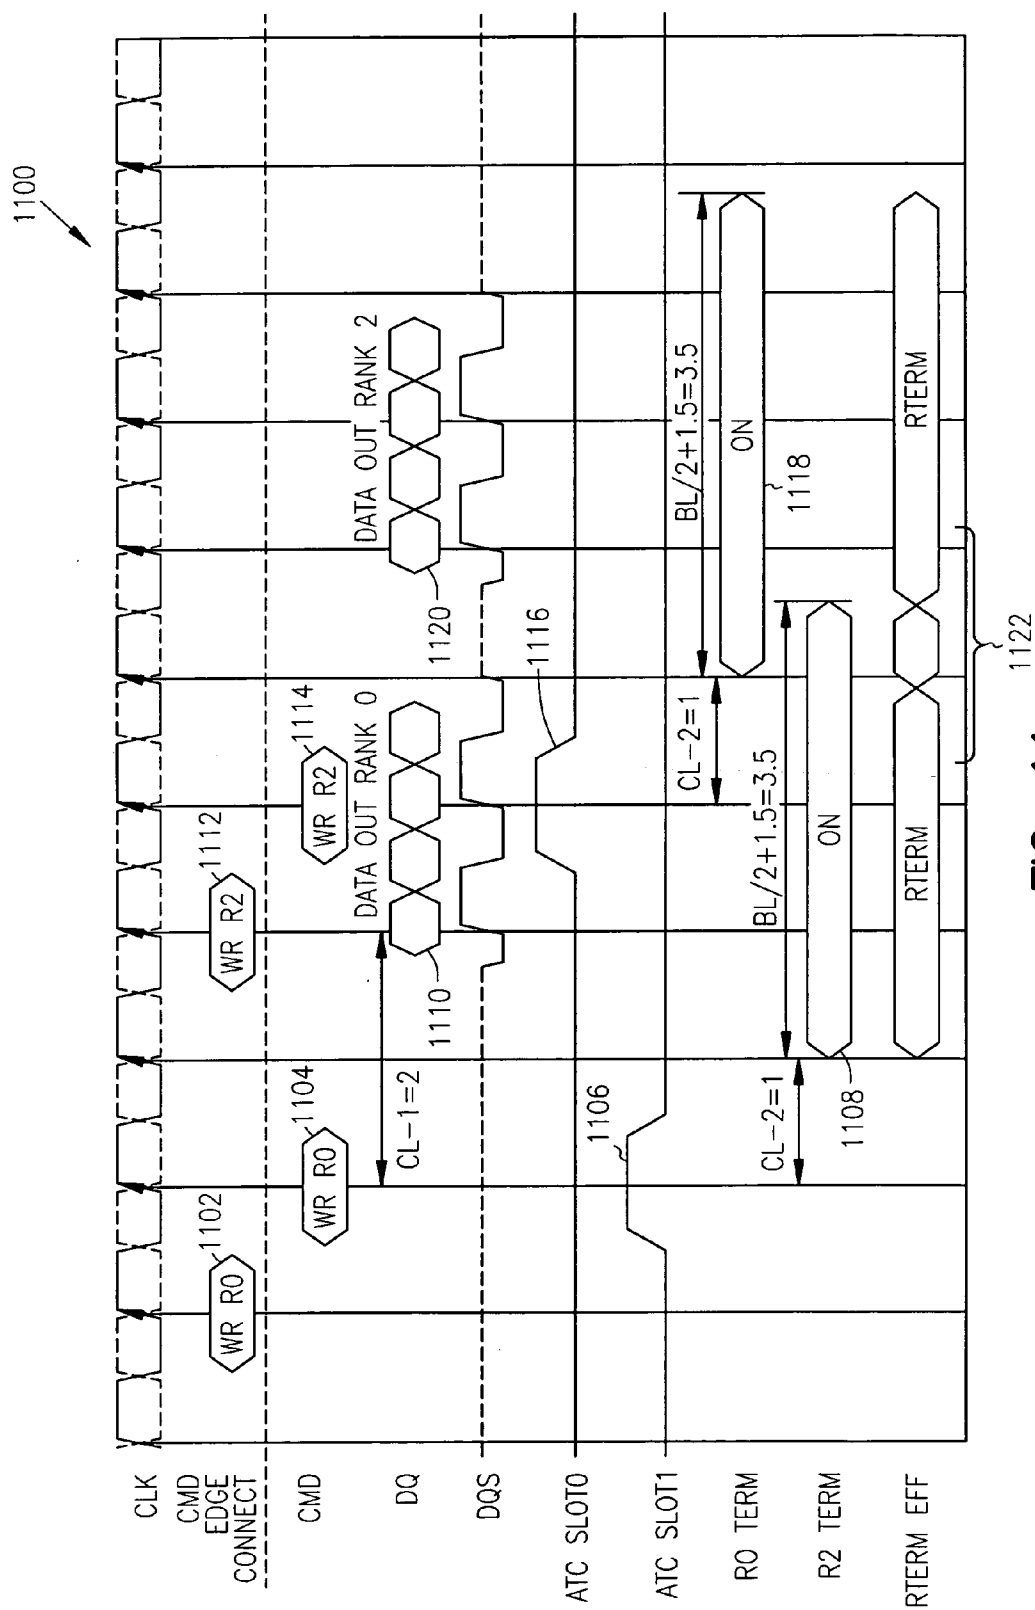 1100
CLK
CMD
EDGE
CONNECT
WR R0
1102
WR R2
1112
CMD
WR R0
1104
WR R2
1114
DQ
CL-1=2
DATA OUT RANK 0
DATA OUT RANK 2
1110
1120
DQS
ATC SLOT0
1116
ATC SLOT1
1106
R0 TERM
CL-2=1
BL/2+1.5=3.5
ON
1118
R2 TERM
CL-2=1
BL/2+1.5=3.5
ON
1108
RTERM EFF
RTERM
RTERM
1122